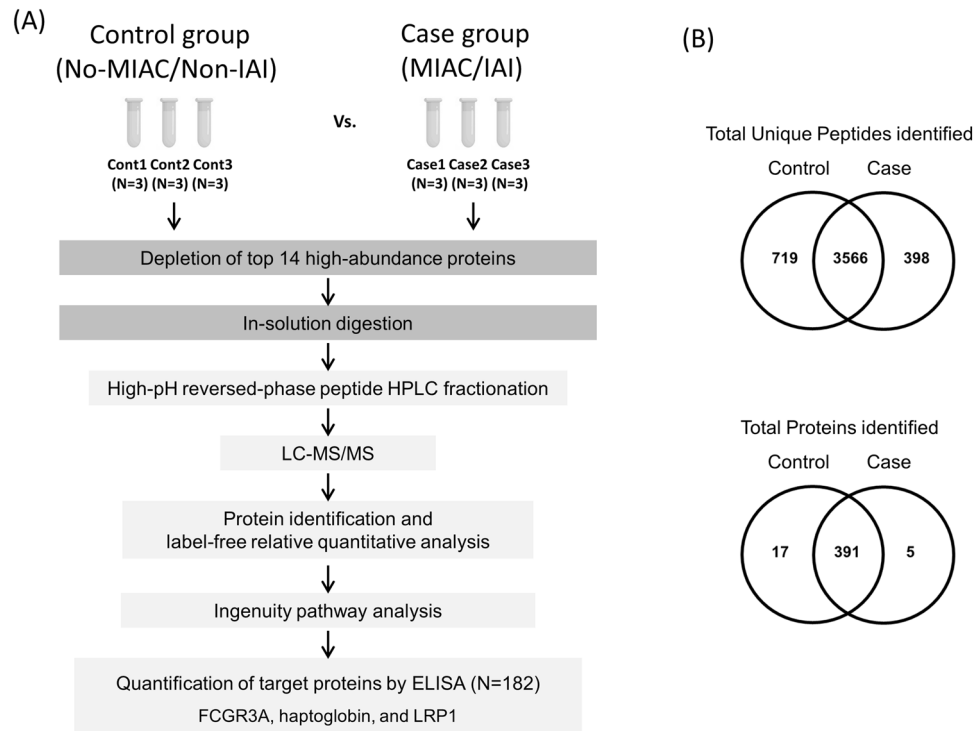 (A)
Control group
(No-MIAC/Non-IAI)
Case group
(MIAC/IAI)
Vs.
Cont1 Cont2 Cont3
(N=3) (N=3) (N=3)
Case1 Case2 Case3
(N=3) (N=3) (N=3)
Depletion of top 14 high-abundance proteins
In-solution digestion
High-pH reversed-phase peptide HPLC fractionation
LC-MS/MS
Protein identification and
label-free relative quantitative analysis
Ingenuity pathway analysis
Quantification of target proteins by ELISA (N=182)
FCGR3A, haptoglobin, and LRP1
(B)
Total Unique Peptides identified
Control Case
719 3566 398
Total Proteins identified
Control Case
17 391 5